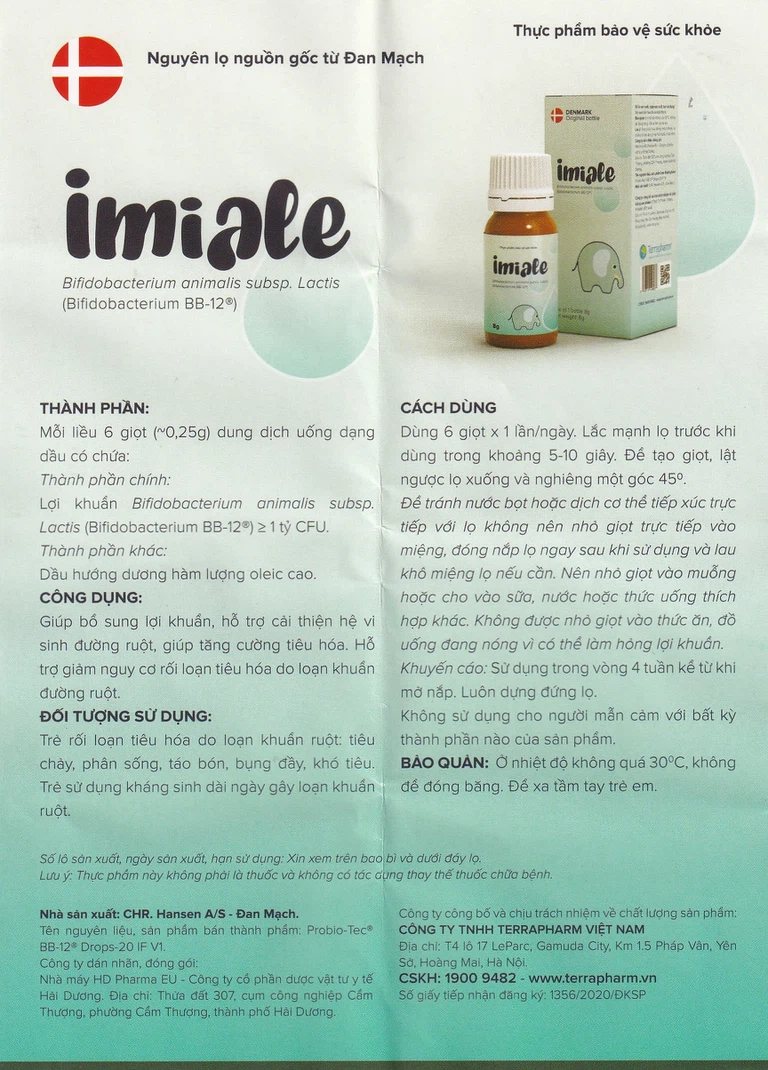 Thực phẩm bảo vệ sức khỏe
Nguyên lọ nguồn gốc từ Đan Mạch
imiale
Bifidobacterium animalis subsp. Lactis
(Bifidobacterium BB-12®)
DENMARK
Original bottle
imiale
Terrapharm
Thực phẩm bảo vệ sức khỏe
imiale
8g
THÀNH PHẦN:
Mỗi liều 6 giọt (~0,25g) dung dịch uống dạng
dầu có chứa:
Thành phần chính:
Lợi khuẩn Bifidobacterium animalis subsp.
Lactis (Bifidobacterium BB-12®) ≥ 1 tỷ CFU.
Thành phần khác:
Dầu hướng dương hàm lượng oleic cao.
CÔNG DỤNG:
Giúp bổ sung lợi khuẩn, hỗ trợ cải thiện hệ vi
sinh đường ruột, giúp tăng cường tiêu hóa. Hỗ
trợ giảm nguy cơ rối loạn tiêu hóa do loạn khuẩn
đường ruột.
ĐỐI TƯỢNG SỬ DỤNG:
Trẻ rối loạn tiêu hóa do loạn khuẩn ruột: tiêu
chảy, phân sống, táo bón, bụng đầy, khó tiêu.
Trẻ sử dụng kháng sinh dài ngày gây loạn khuẩn
ruột.
CÁCH DÙNG
Dùng 6 giọt x 1 lần/ngày. Lắc mạnh lọ trước khi
dùng trong khoảng 5-10 giây. Để tạo giọt, lật
ngược lọ xuống và nghiêng một góc 45º.
Để tránh nước bọt hoặc dịch cơ thể tiếp xúc trực
tiếp với lọ không nên nhỏ giọt trực tiếp vào
miệng, đóng nắp lọ ngay sau khi sử dụng và lau
khô miệng lọ nếu cần. Nên nhỏ giọt vào muỗng
hoặc cho vào sữa, nước hoặc thức uống thích
hợp khác. Không được nhỏ giọt vào thức ăn, đồ
uống đang nóng vì có thể làm hỏng lợi khuẩn.
Khuyến cáo: Sử dụng trong vòng 4 tuần kể từ khi
mở nắp. Luôn dựng đứng lọ.
Không sử dụng cho người mẫn cảm với bất kỳ
thành phần nào của sản phẩm.
BẢO QUẢN: Ở nhiệt độ không quá 30ºC, không
để đóng băng. Để xa tầm tay trẻ em.
Số lô sản xuất, ngày sản xuất, hạn sử dụng: Xin xem trên bao bì và dưới đáy lọ.
Lưu ý: Thực phẩm này không phải là thuốc và không có tác dụng thay thế thuốc chữa bệnh.
Nhà sản xuất: CHR. Hansen A/S - Đan Mạch.
Tên nguyên liệu, sản phẩm bán thành phẩm: Probio-Tec®
BB-12® Drops-20 IF V1.
Công ty dán nhãn, đóng gói:
Nhà máy HD Pharma EU - Công ty cổ phần dược vật tư y tế
Hải Dương. Địa chỉ: Thửa đất 307, cụm công nghiệp Cẩm
Thượng, phường Cẩm Thượng, thành phố Hải Dương.
Công ty công bố và chịu trách nhiệm về chất lượng sản phẩm:
CÔNG TY TNHH TERRAPHARM VIỆT NAM
Địa chỉ: T4 lô 17 LeParc, Gamuda City, Km 1.5 Pháp Vân, Yên
Sở, Hoàng Mai, Hà Nội.
CSKH: 1900 9482 - www.terrapharm.vn
Số giấy tiếp nhận đăng ký: 1356/2020/ĐKSP